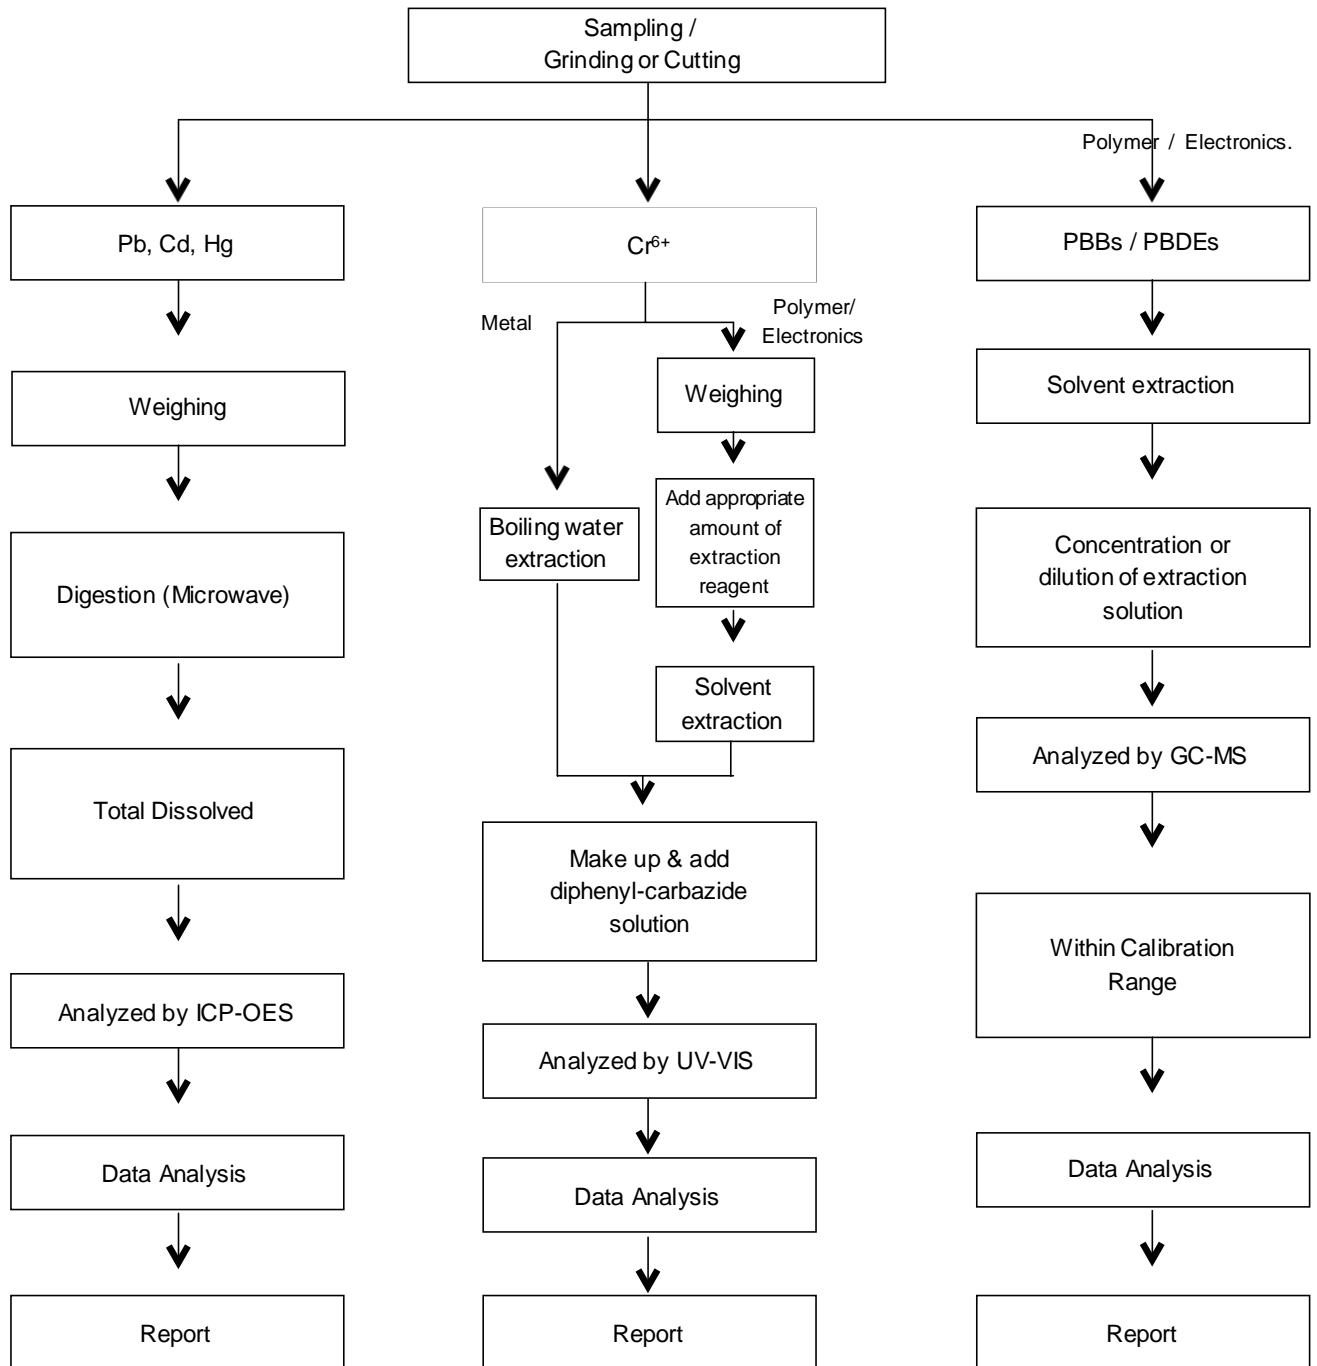 Sampling /
Grinding or Cutting
Polymer / Electronics.
Pb, Cd, Hg
Weighing
Digestion (Microwave)
Total Dissolved
Analyzed by ICP-OES
Data Analysis
Report
Cr⁶⁺
Metal
Polymer/
Electronics
Boiling water
extraction
Weighing
Add appropriate
amount of
extraction
reagent
Solvent
extraction
Make up & add
diphenyl-carbazide
solution
Analyzed by UV-VIS
Data Analysis
Report
PBBs / PBDEs
Solvent extraction
Concentration or
dilution of extraction
solution
Analyzed by GC-MS
Within Calibration
Range
Data Analysis
Report